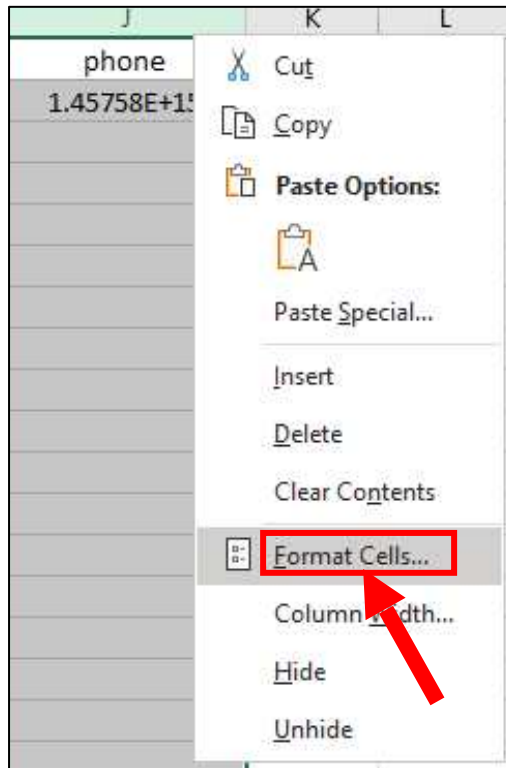 J K L
phone
1.45758E+15
Cut
Copy
Paste Options:
A
Paste Special...
Insert
Delete
Clear Contents
Format Cells...
Column Width...
Hide
Unhide